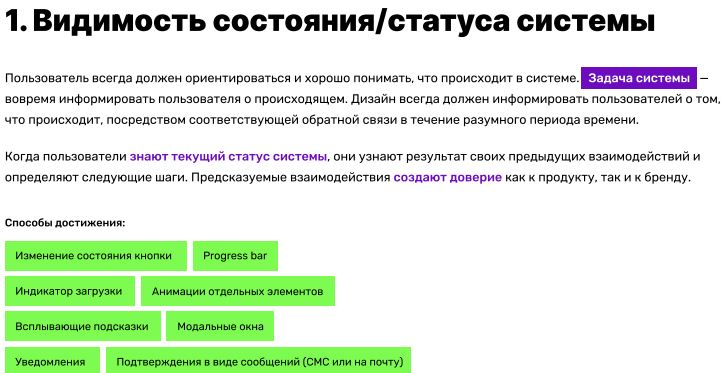 1. Видимость состояния/статуса системы
Пользователь всегда должен ориентироваться и хорошо понимать, что происходит в системе. Задача системы —
вовремя информировать пользователя о происходящем. Дизайн всегда должен информировать пользователей о том,
что происходит, посредством соответствующей обратной связи в течение разумного периода времени.
Когда пользователи знают текущий статус системы, они узнают результат своих предыдущих взаимодействий и
определяют следующие шаги. Предсказуемые взаимодействия создают доверие как к продукту, так и к бренду.
Способы достижения:
Изменение состояния кнопки Progress bar
Индикатор загрузки Анимации отдельных элементов
Всплывающие подсказки Модальные окна
Уведомления Подтверждения в виде сообщений (СМС или на почту)